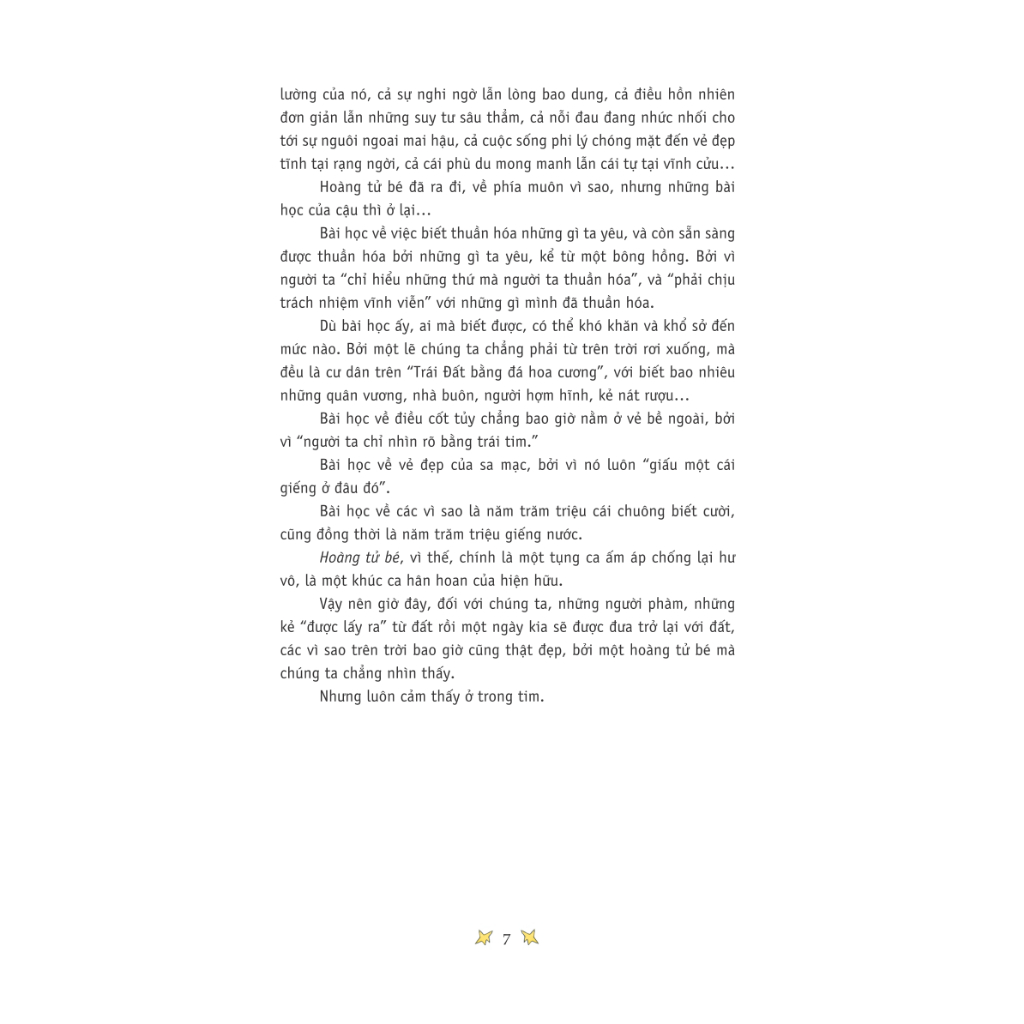 lường của nó, cả sự nghi ngờ lẫn lòng bao dung, cả điều hồn nhiên
đơn giản lẫn những suy tư sâu thẳm, cả nỗi đau đang nhức nhối cho
tới sự nguôi ngoai mai hậu, cả cuộc sống phi lý chóng mặt đến vẻ đẹp
tĩnh tại rạng ngời, cả cái phù du mong manh lẫn cái tự tại vĩnh cửu…
Hoàng tử bé đã ra đi, về phía muôn vì sao, nhưng những bài
học của cậu thì ở lại…
Bài học về việc biết thuần hóa những gì ta yêu, và còn sẵn sàng
được thuần hóa bởi những gì ta yêu, kể từ một bông hồng. Bởi vì
người ta “chỉ hiểu những thứ mà người ta thuần hóa”, và “phải chịu
trách nhiệm vĩnh viễn” với những gì mình đã thuần hóa.
Dù bài học ấy, ai mà biết được, có thể khó khăn và khổ sở đến
mức nào. Bởi một lẽ chúng ta chẳng phải từ trên trời rơi xuống, mà
đều là cư dân trên “Trái Đất bằng đá hoa cương”, với biết bao nhiêu
những quân vương, nhà buôn, người hợm hĩnh, kẻ nát rượu…
Bài học về điều cốt tủy chẳng bao giờ nằm ở vẻ bề ngoài, bởi
vì “người ta chỉ nhìn rõ bằng trái tim.”
Bài học về vẻ đẹp của sa mạc, bởi vì nó luôn “giấu một cái
giếng ở đâu đó”.
Bài học về các vì sao là năm trăm triệu cái chuông biết cười,
cũng đồng thời là năm trăm triệu giếng nước.
Hoàng tử bé, vì thế, chính là một tụng ca ấm áp chống lại hư
vô, là một khúc ca hân hoan của hiện hữu.
Vậy nên giờ đây, đối với chúng ta, những người phàm, những
kẻ “được lấy ra” từ đất rồi một ngày kia sẽ được đưa trở lại với đất,
các vì sao trên trời bao giờ cũng thật đẹp, bởi một hoàng tử bé mà
chúng ta chẳng nhìn thấy.
Nhưng luôn cảm thấy ở trong tim.
7